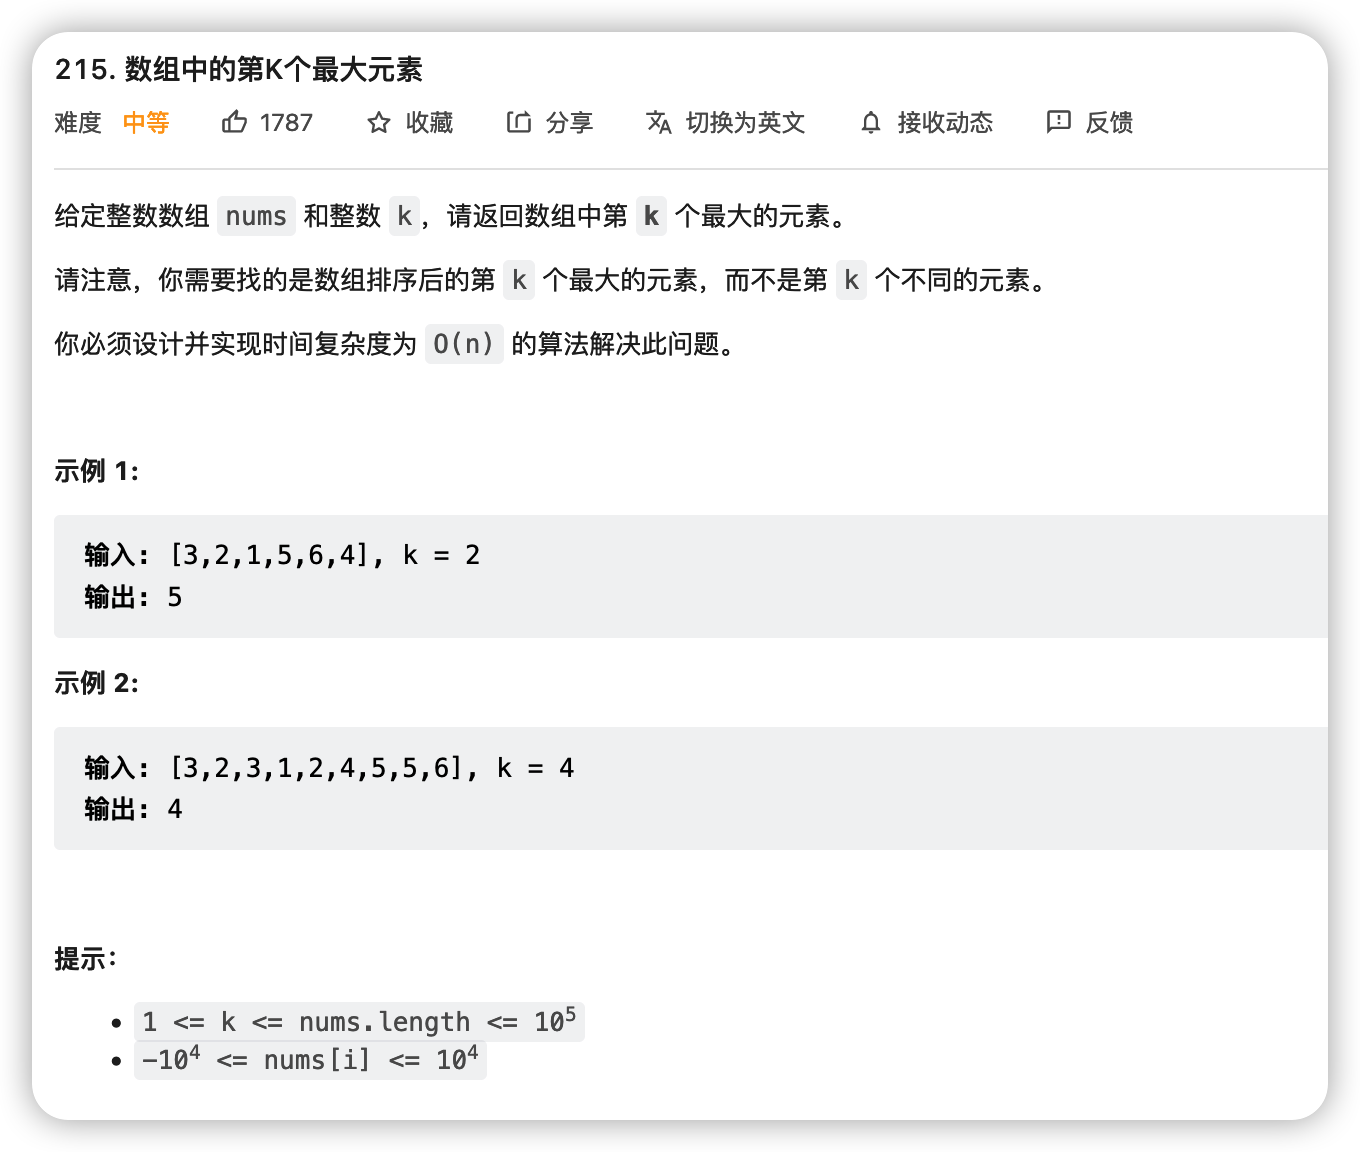 215. 数组中的第K个最大元素
难度 中等 1787 收藏 分享 切换为英文 接收动态 反馈
给定整数数组 nums 和整数 k，请返回数组中第 k 个最大的元素。
请注意，你需要找的是数组排序后的第 k 个最大的元素，而不是第 k 个不同的元素。
你必须设计并实现时间复杂度为 O(n) 的算法解决此问题。
示例 1:
输入: [3,2,1,5,6,4], k = 2
输出: 5
示例 2:
输入: [3,2,3,1,2,4,5,5,6], k = 4
输出: 4
提示：
• 1 <= k <= nums.length <= 10⁵
• -10⁴ <= nums[i] <= 10⁴